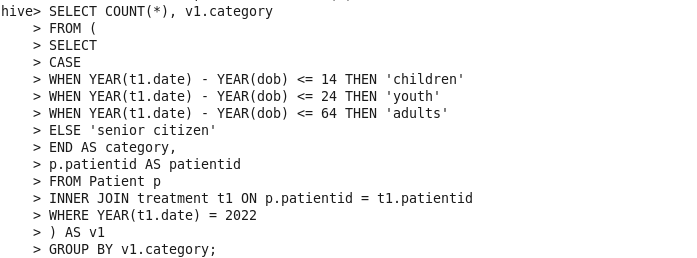 hive> SELECT COUNT(*), v1.category
    > FROM (
    > SELECT
    > CASE
    > WHEN YEAR(t1.date) - YEAR(dob) <= 14 THEN 'children'
    > WHEN YEAR(t1.date) - YEAR(dob) <= 24 THEN 'youth'
    > WHEN YEAR(t1.date) - YEAR(dob) <= 64 THEN 'adults'
    > ELSE 'senior citizen'
    > END AS category,
    > p.patientid AS patientid
    > FROM Patient p
    > INNER JOIN treatment t1 ON p.patientid = t1.patientid
    > WHERE YEAR(t1.date) = 2022
    > ) AS v1
    > GROUP BY v1.category;